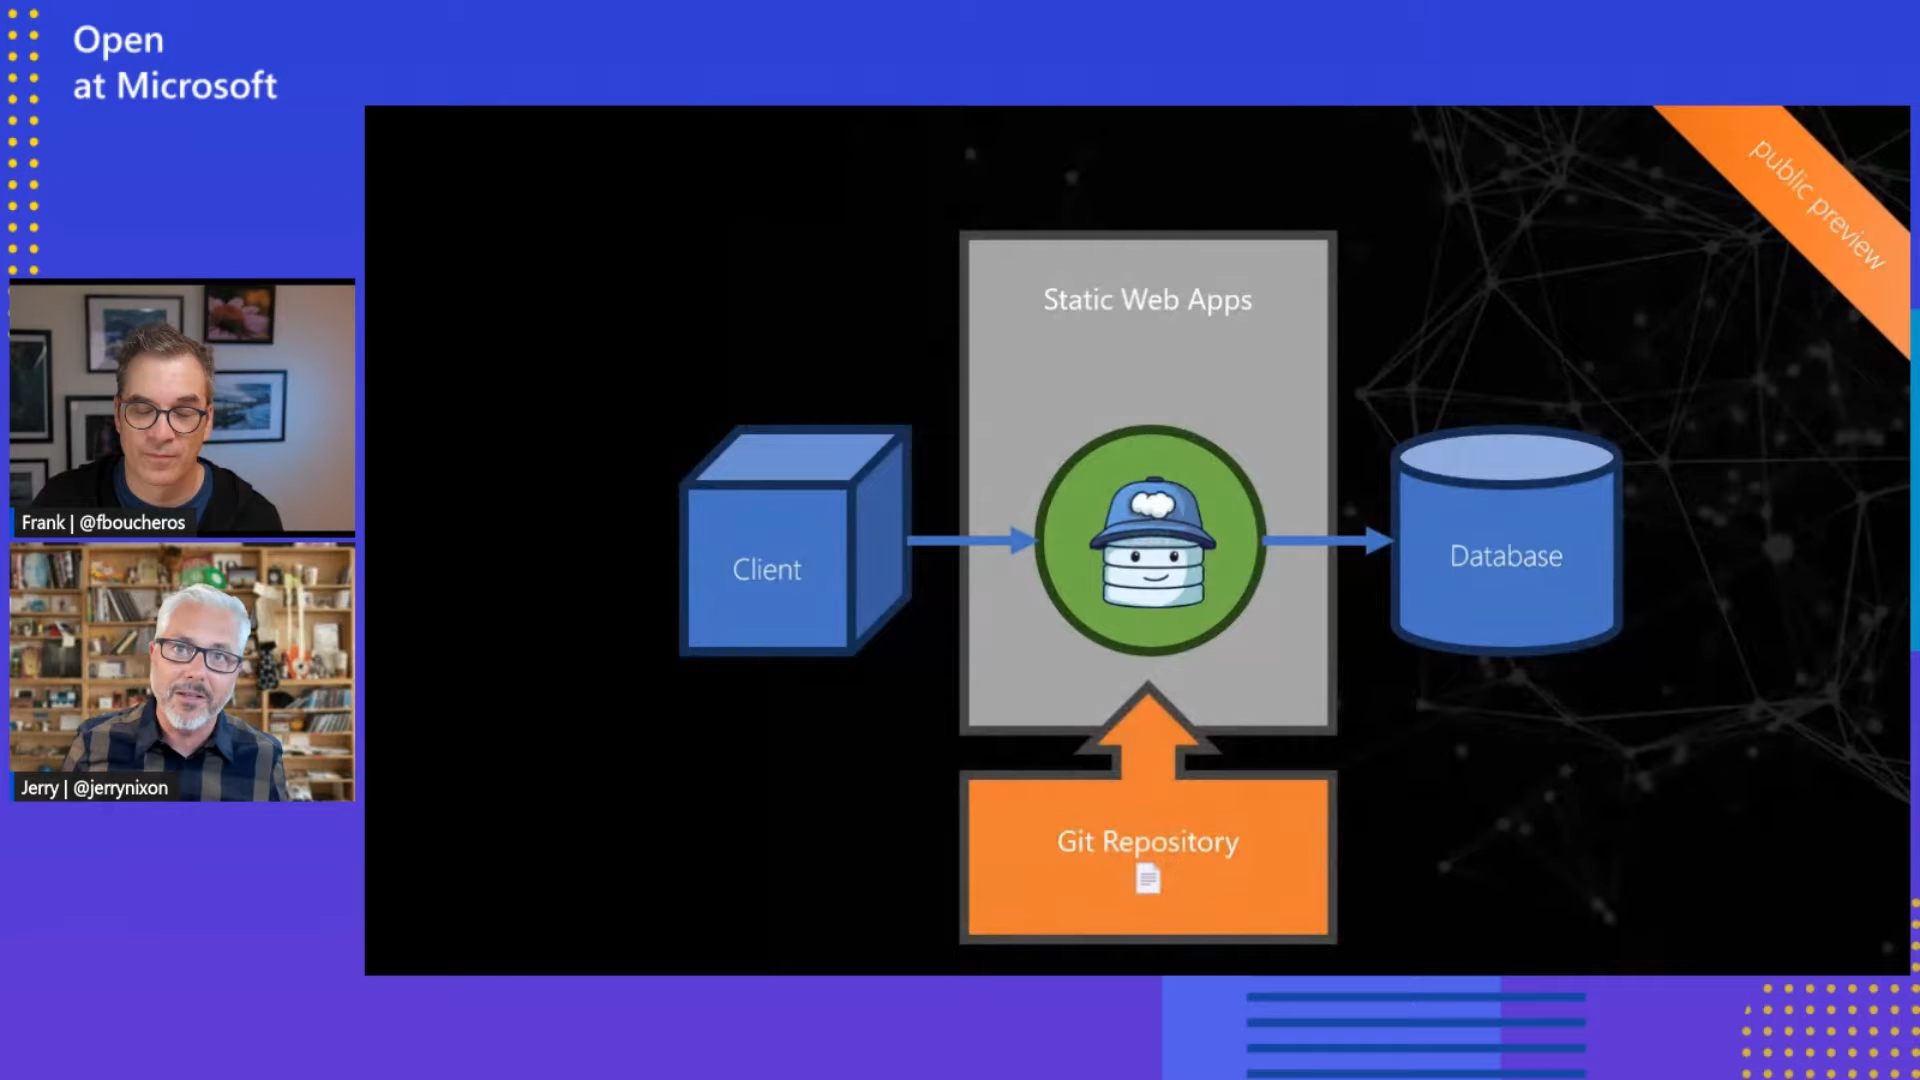 Open
at Microsoft
public preview
Static Web Apps
Client
Database
Git Repository
Frank | @fboucheros
Jerry | @jerrynixon